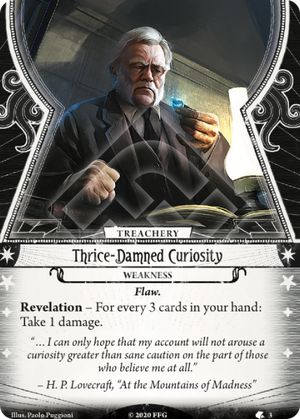 TREACHERY
Thrice-Damned Curiosity
WEAKNESS
Flaw.
Revelation – For every 3 cards in your hand:
Take 1 damage.
“… I can only hope that my account will not arouse a
curiosity greater than sane caution on the part of those
who believe me at all.”
– H. P. Lovecraft, “At the Mountains of Madness”
Illus. Paolo Puggioni
© 2020 FFG
3